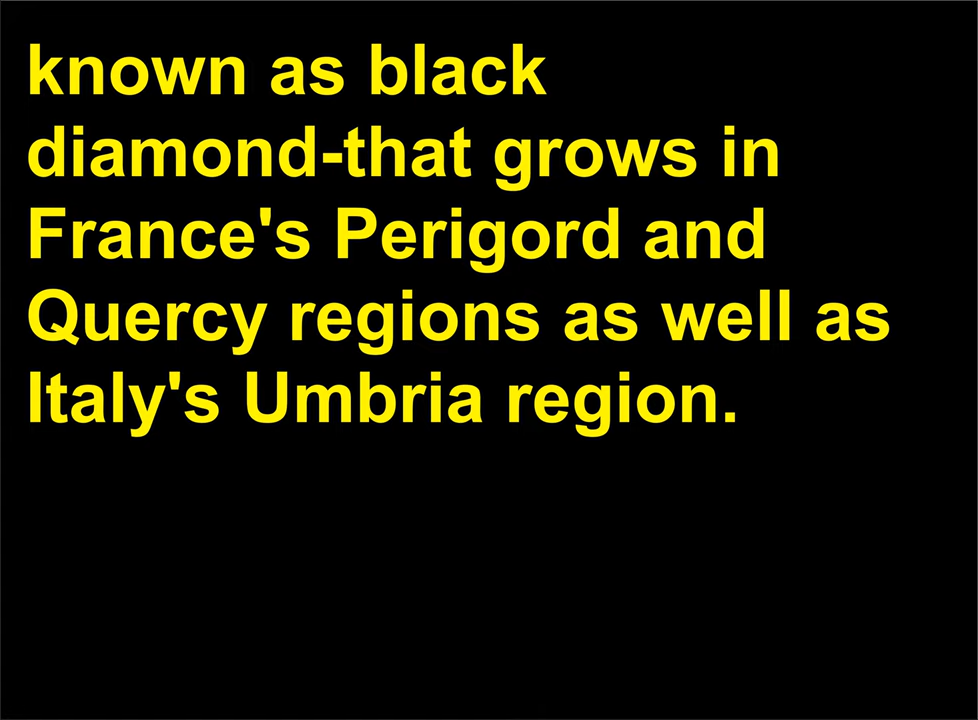 known as black
diamond-that grows in
France's Perigord and
Quercy regions as well as
Italy's Umbria region.